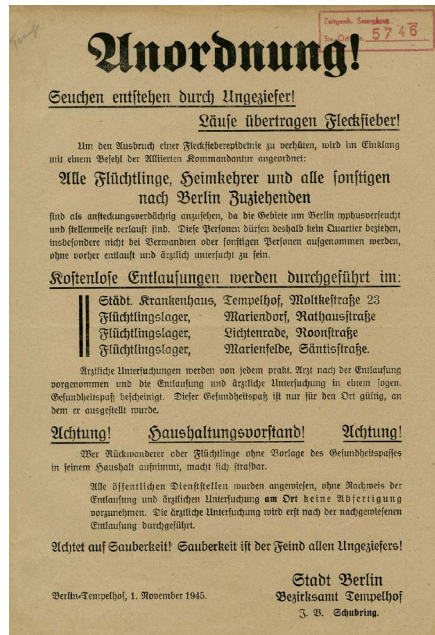 Zeitgesch. Sammlung
5746
Anordnung!
Seuchen entstehen durch Ungeziefer!
Läuse übertragen Fleckfieber!
Um den Ausbruch einer Fleckfieberepidemie zu verhüten, wird im Einklang
mit einem Befehl der Alliierten Kommandantur angeordnet:
Alle Flüchtlinge, Heimkehrer und alle sonstigen
nach Berlin Zuziehenden
sind als ansteckungsverdächtig anzusehen, da die Gebiete um Berlin typhusverseucht
und stellenweise verlaust sind. Diese Personen dürfen deshalb kein Quartier beziehen,
insbesondere nicht bei Verwandten oder sonstigen Personen aufgenommen werden,
ohne vorher entlaust und ärztlich untersucht zu sein.
Kostenlose Entlausungen werden durchgeführt im:
Städt. Krankenhaus, Tempelhof, Moltkestraße 23
Flüchtlingslager, Mariendorf, Rathausstraße
Flüchtlingslager, Lichtenrade, Roonstraße
Flüchtlingslager, Marienfelde, Säntisstraße.
Ärztliche Untersuchungen werden von jedem prakt. Arzt nach der Entlausung
vorgenommen und die Entlausung und ärztliche Untersuchung in einem sogen.
Gesundheitspaß bescheinigt. Dieser Gesundheitspaß ist nur für den Ort gültig, an
dem er ausgestellt wurde.
Achtung! Haushaltungsvorstand! Achtung!
Wer Rückwanderer oder Flüchtlinge ohne Vorlage des Gesundheitspasses
in seinem Haushalt aufnimmt, macht sich strafbar.
Alle öffentlichen Dienststellen wurden angewiesen, ohne Nachweis der
Entlausung und ärztlichen Untersuchung am Ort keine Abfertigung
vorzunehmen. Die ärztliche Untersuchung wird erst nach der nachgewiesenen
Entlausung durchgeführt.
Achtet auf Sauberkeit! Sauberkeit ist der Feind allen Ungeziefers!
Stadt Berlin
Berlin-Tempelhof, 1. November 1945. Bezirksamt Tempelhof
J. V. Schubring.